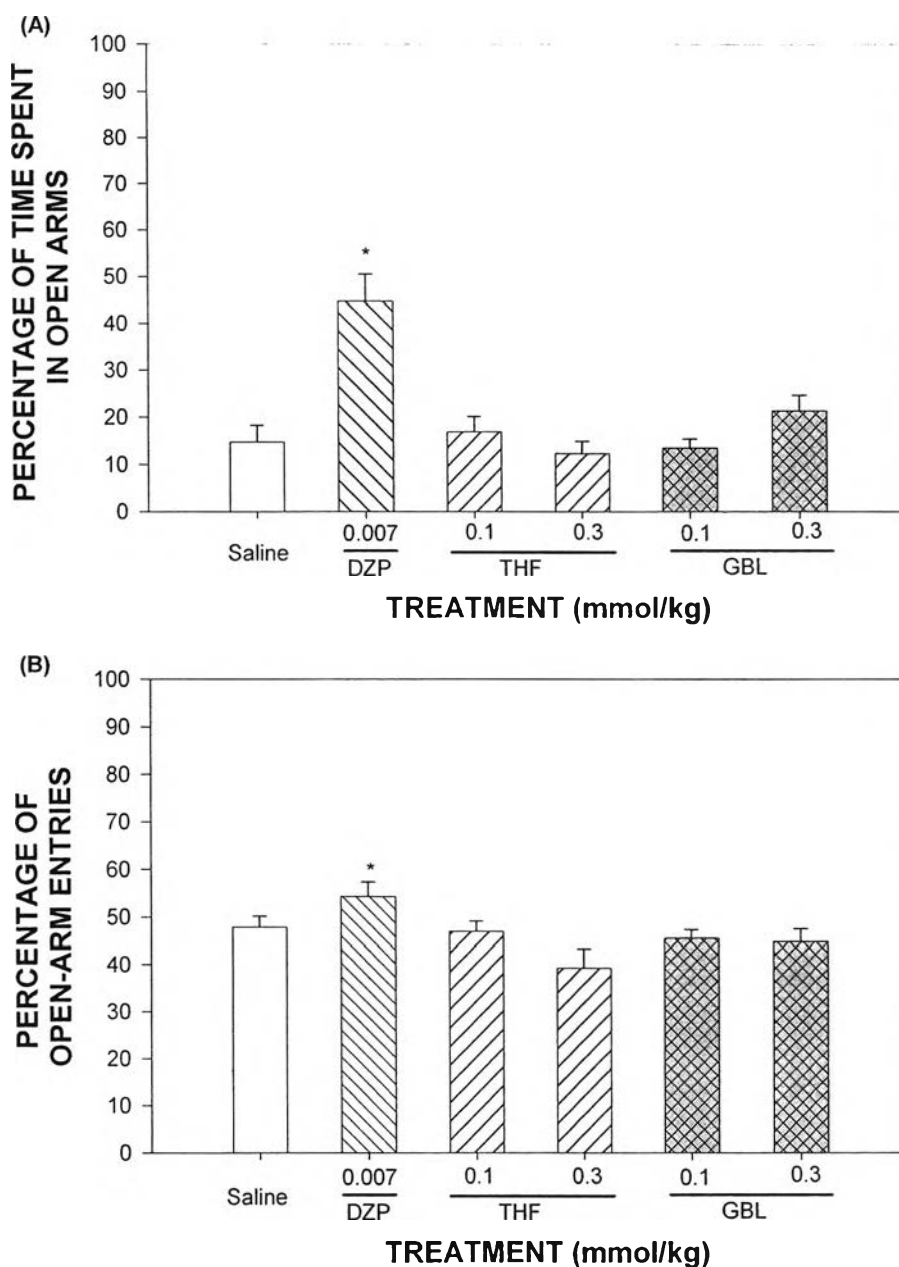 (A)
PERCENTAGE OF TIME SPENT
IN OPEN ARMS
100
90
80
70
60
50
40
30
20
10
0
*
Saline
0.007
0.1
0.3
0.1
0.3
DZP
THF
GBL
TREATMENT (mmol/kg)
(B)
PERCENTAGE OF
OPEN-ARM ENTRIES
100
90
80
70
60
50
40
30
20
10
0
*
Saline
0.007
0.1
0.3
0.1
0.3
DZP
THF
GBL
TREATMENT (mmol/kg)